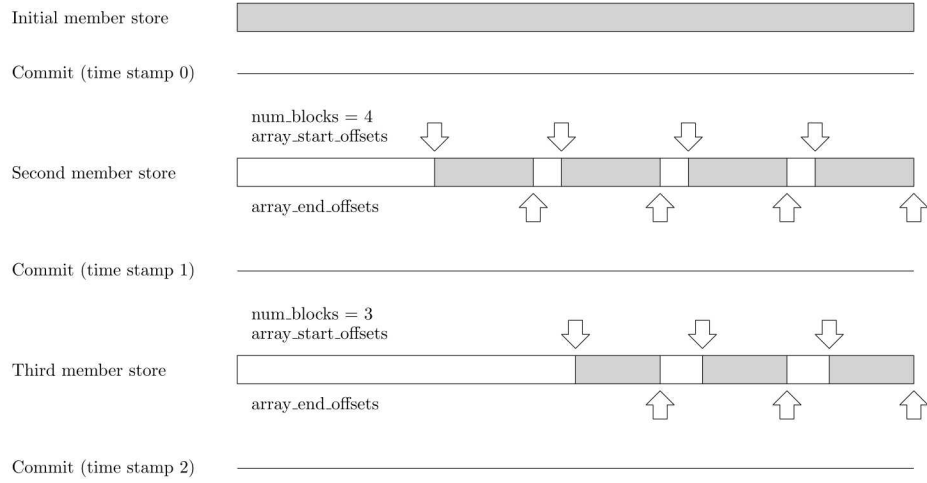 Initial member store
Commit (time stamp 0)
num_blocks = 4
array_start_offsets
Second member store
array_end_offsets
Commit (time stamp 1)
num_blocks = 3
array_start_offsets
Third member store
array_end_offsets
Commit (time stamp 2)